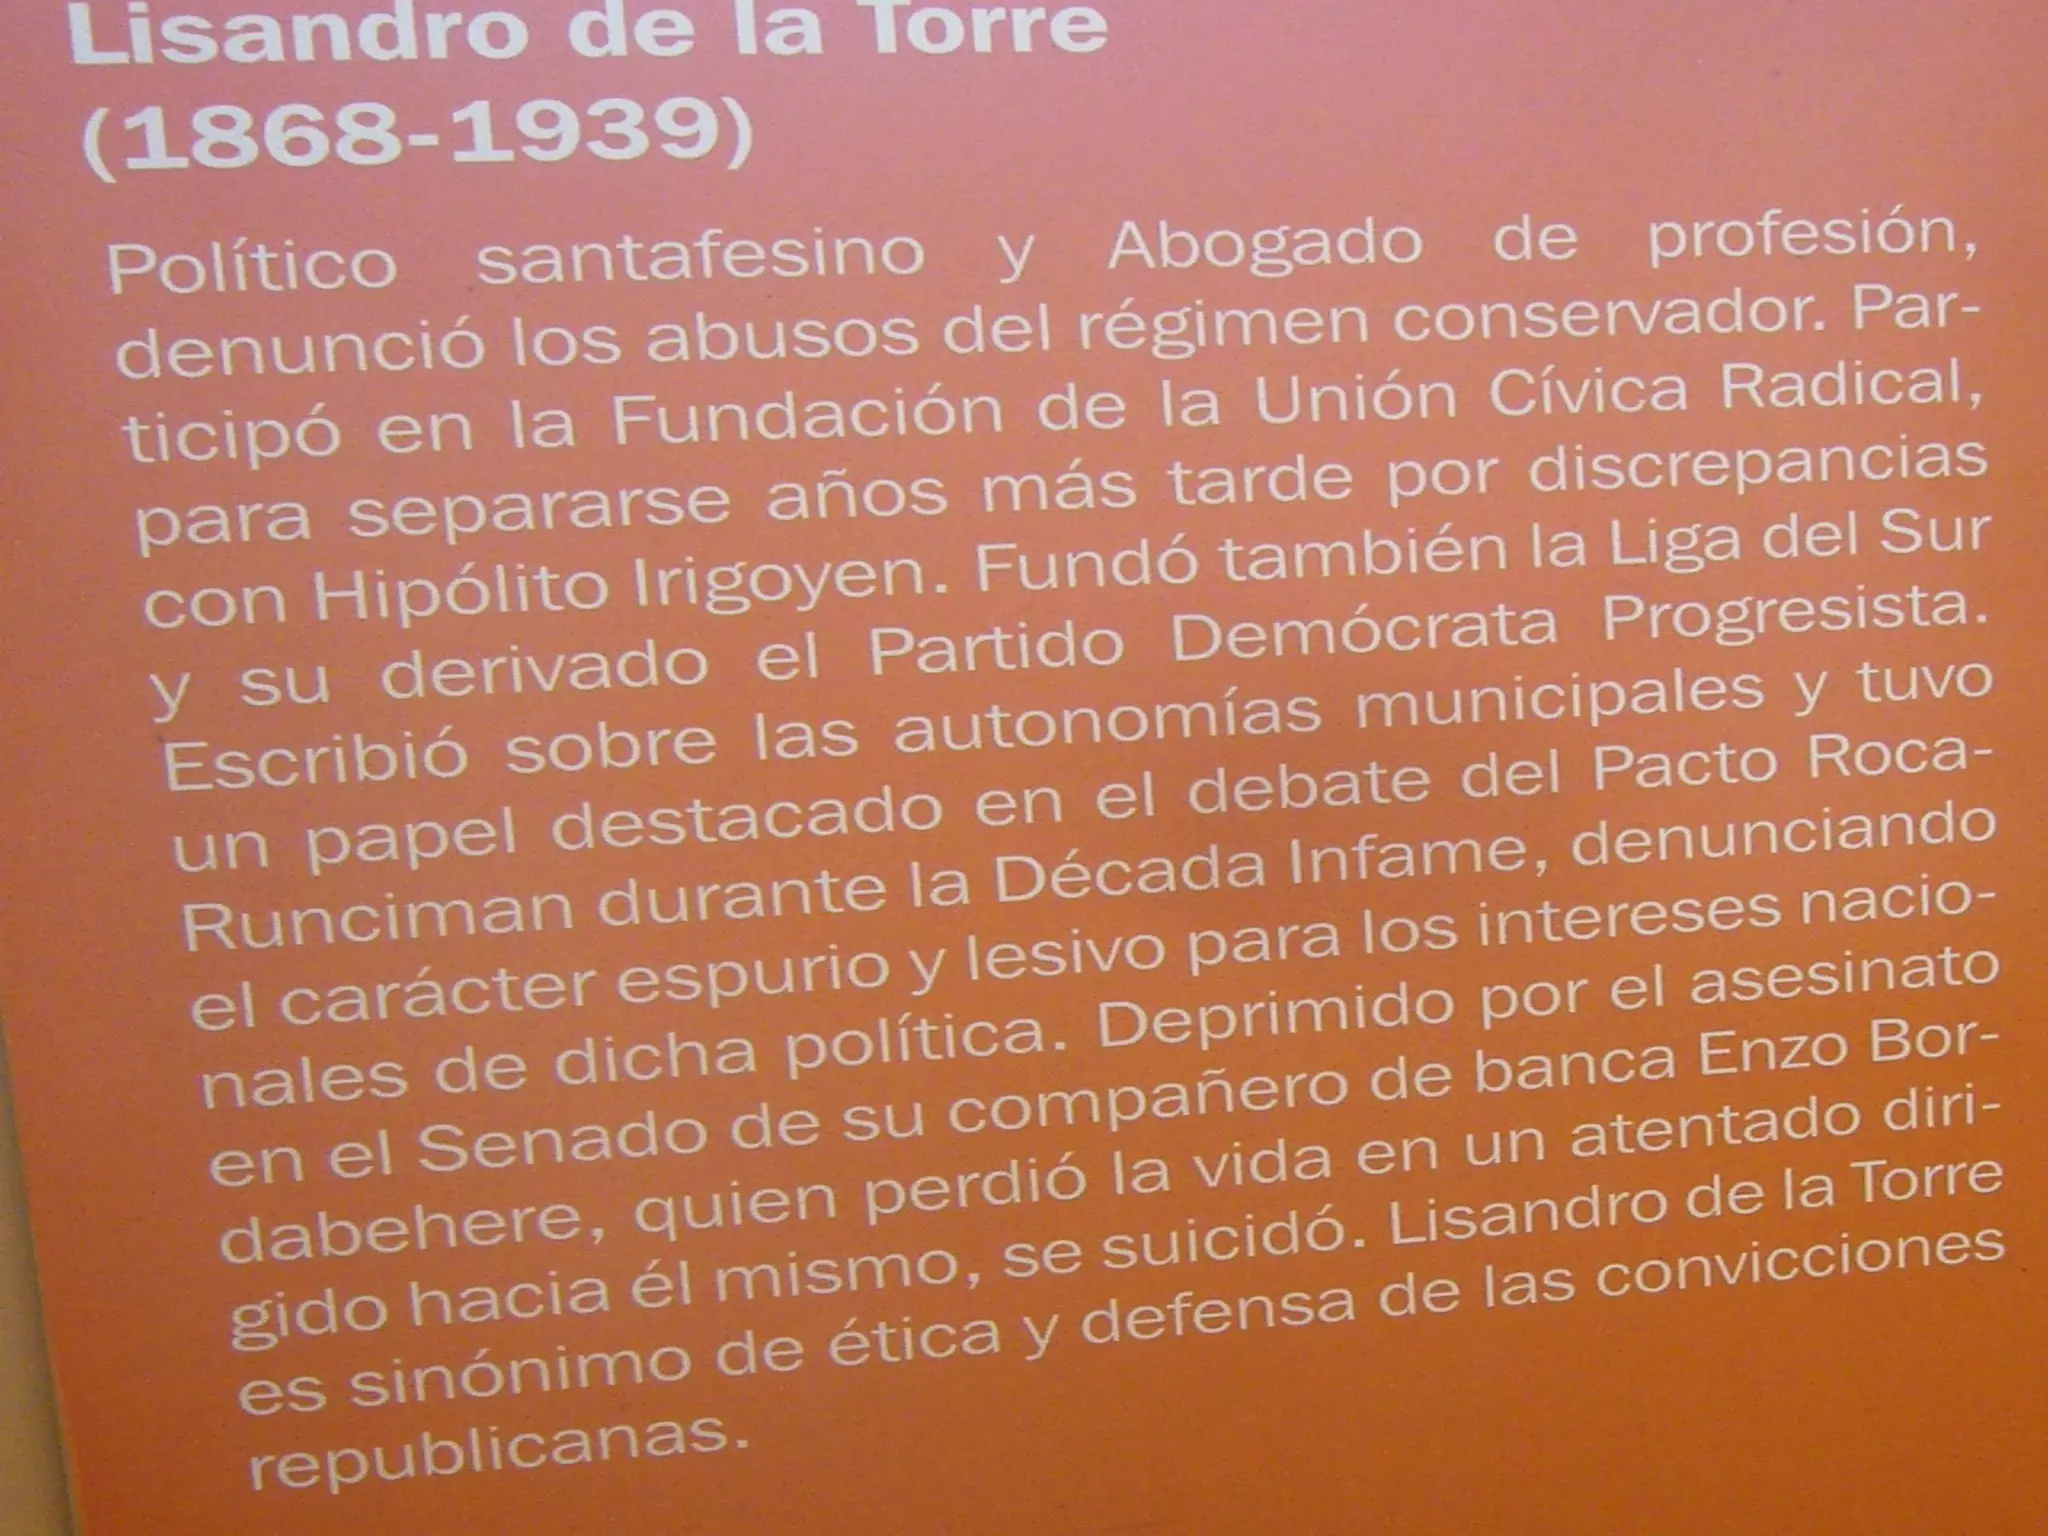 Lisandro de la Torre
(1868-1939)
Político santafesino y Abogado de profesión,
denunció los abusos del régimen conservador. Par-
ticipó en la Fundación de la Unión Cívica Radical,
para separarse años más tarde por discrepancias
con Hipólito Irigoyen. Fundó también la Liga del Sur
y su derivado el Partido Demócrata Progresista.
Escribió sobre las autonomías municipales y tuvo
un papel destacado en el debate del Pacto Roca-
Runciman durante la Década Infame, denunciando
el carácter espurio y lesivo para los intereses nacio-
nales de dicha política. Deprimido por el asesinato
en el Senado de su compañero de banca Enzo Bor-
dabehere, quien perdió la vida en un atentado diri-
gido hacia él mismo, se suicidó. Lisandro de la Torre
es sinónimo de ética y defensa de las convicciones
republicanas.